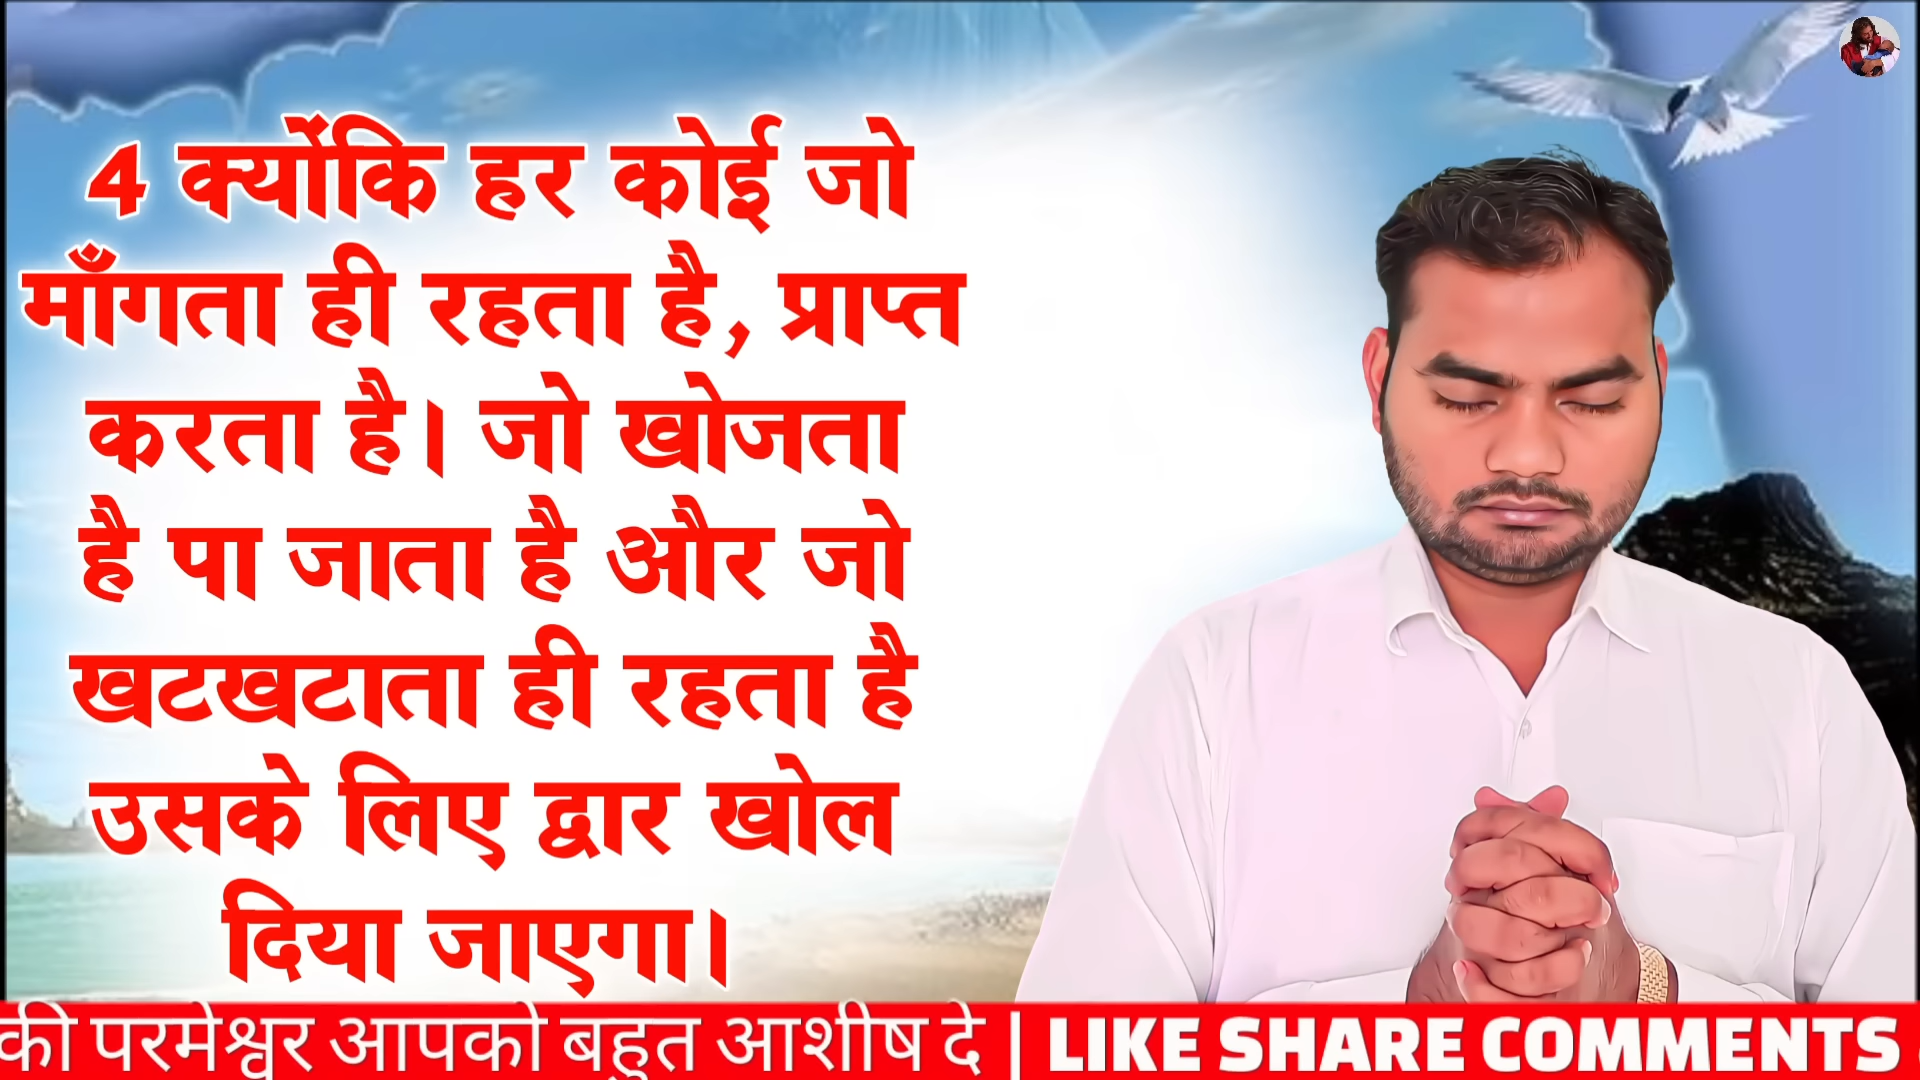 4 क्योंकि हर कोई जो
माँगता ही रहता है, प्राप्त
करता है। जो खोजता
है पा जाता है और जो
खटखटाता ही रहता है
उसके लिए द्वार खोल
दिया जाएगा।
की परमेश्वर आपको बहुत आशीष दे | LIKE SHARE COMMENTS